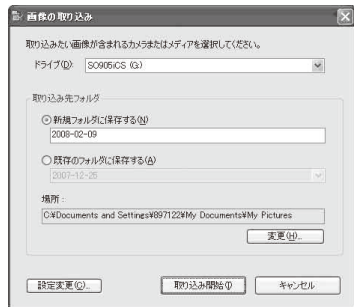 画像の取り込み
取り込みたい画像が含まれるカメラまたはメディアを選択してください。
ドライブ(D): SO905iCS (G:)
取り込み先フォルダ
新規フォルダに保存する(N)
2008-02-09
既存のフォルダに保存する(A)
2007-12-25
場所:
C:¥Documents and Settings¥897122¥My Documents¥My Pictures
変更(H)...
設定変更(C)...
取り込み開始(I)
キャンセル